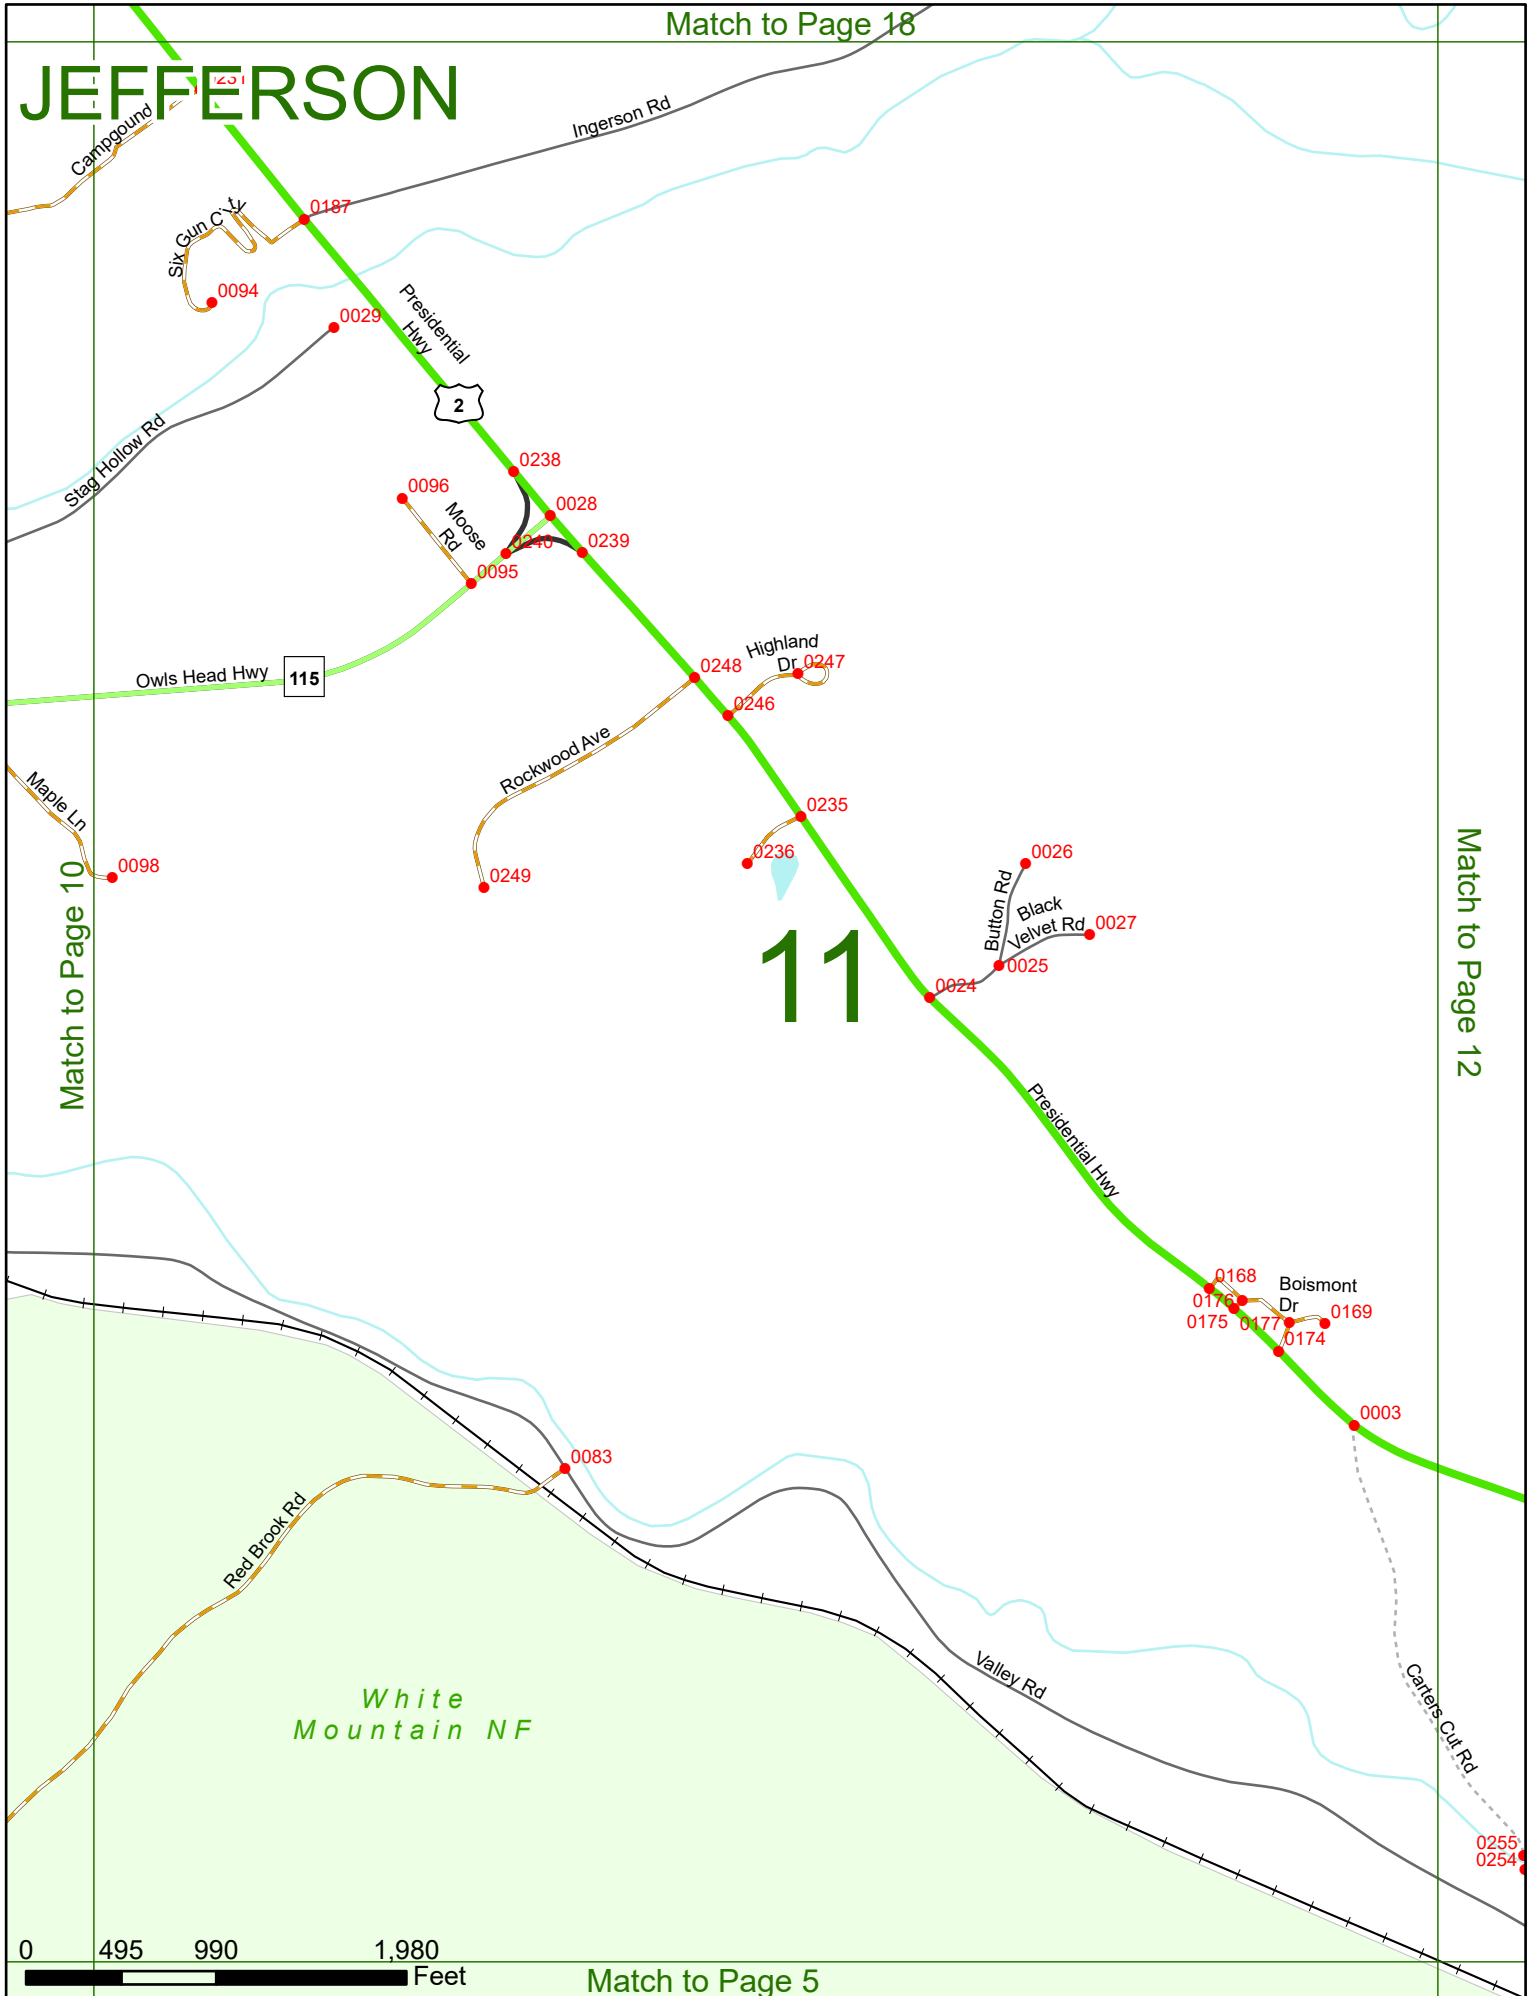 Match to Page 18
JEFFERSON
Campgound
Ingerson Rd
0187
Six Gun City
0094
0029
Presidential
Hwy
2
Stag Hollow Rd
0238
0096
0028
Moose
Rd
0240
0239
0095
Owls Head Hwy
115
Highland
Dr
0247
0248
0246
Rockwood Ave
Maple Ln
0235
0236
0098
0249
0026
Button Rd
Black
Velvet Rd
0027
0025
0024
11
Match to Page 10
Match to Page 12
Presidential Hwy
0168
Boismont
Dr
0176
0175
0177
0169
0174
0003
0083
Red Brook Rd
White
Mountain NF
Valley Rd
Carters Cut Rd
0255
0254
0 495 990 1,980
Feet
Match to Page 5